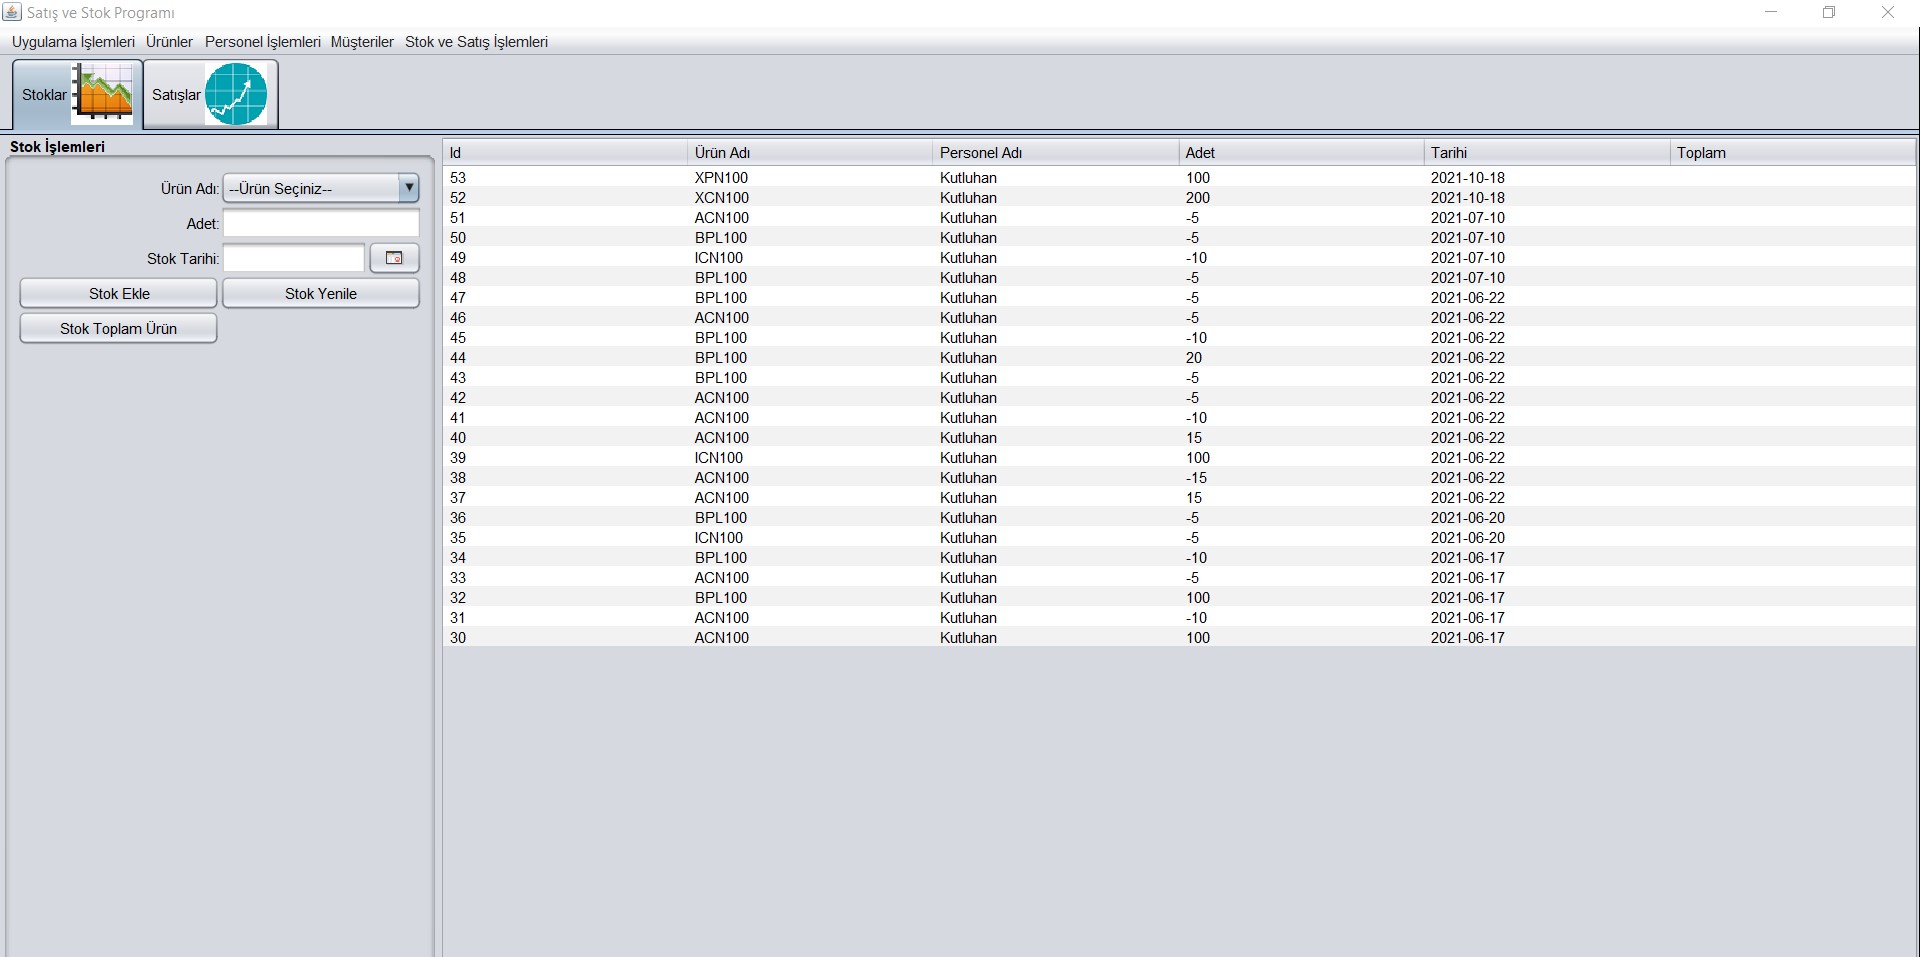 Satış ve Stok Programı
Uygulama İşlemleri Ürünler Personel İşlemleri Müşteriler Stok ve Satış İşlemleri
Stoklar Satışlar
Stok İşlemleri
Ürün Adı: --Ürün Seçiniz--
Adet:
Stok Tarihi:
Stok Ekle Stok Yenile
Stok Toplam Ürün
Id Ürün Adı Personel Adı Adet Tarihi Toplam
53 XPN100 Kutluhan 100 2021-10-18
52 XCN100 Kutluhan 200 2021-10-18
51 ACN100 Kutluhan -5 2021-07-10
50 BPL100 Kutluhan -5 2021-07-10
49 ICN100 Kutluhan -10 2021-07-10
48 BPL100 Kutluhan -5 2021-07-10
47 BPL100 Kutluhan -5 2021-06-22
46 ACN100 Kutluhan -5 2021-06-22
45 BPL100 Kutluhan -10 2021-06-22
44 BPL100 Kutluhan 20 2021-06-22
43 BPL100 Kutluhan -5 2021-06-22
42 ACN100 Kutluhan -5 2021-06-22
41 ACN100 Kutluhan -10 2021-06-22
40 ACN100 Kutluhan 15 2021-06-22
39 ICN100 Kutluhan 100 2021-06-22
38 ACN100 Kutluhan -15 2021-06-22
37 ACN100 Kutluhan 15 2021-06-22
36 BPL100 Kutluhan -5 2021-06-20
35 ICN100 Kutluhan -5 2021-06-20
34 BPL100 Kutluhan -10 2021-06-17
33 ACN100 Kutluhan -5 2021-06-17
32 BPL100 Kutluhan 100 2021-06-17
31 ACN100 Kutluhan -10 2021-06-17
30 ACN100 Kutluhan 100 2021-06-17